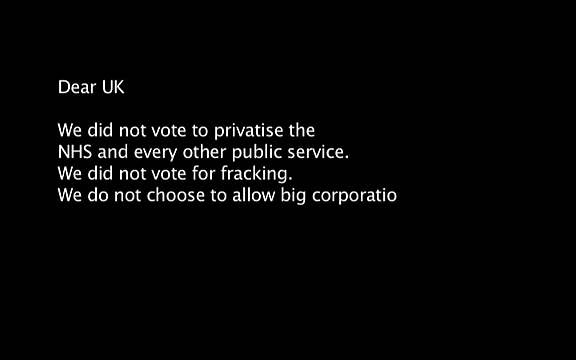 Dear UK
We did not vote to privatise the
NHS and every other public service.
We did not vote for fracking.
We do not choose to allow big corporatio